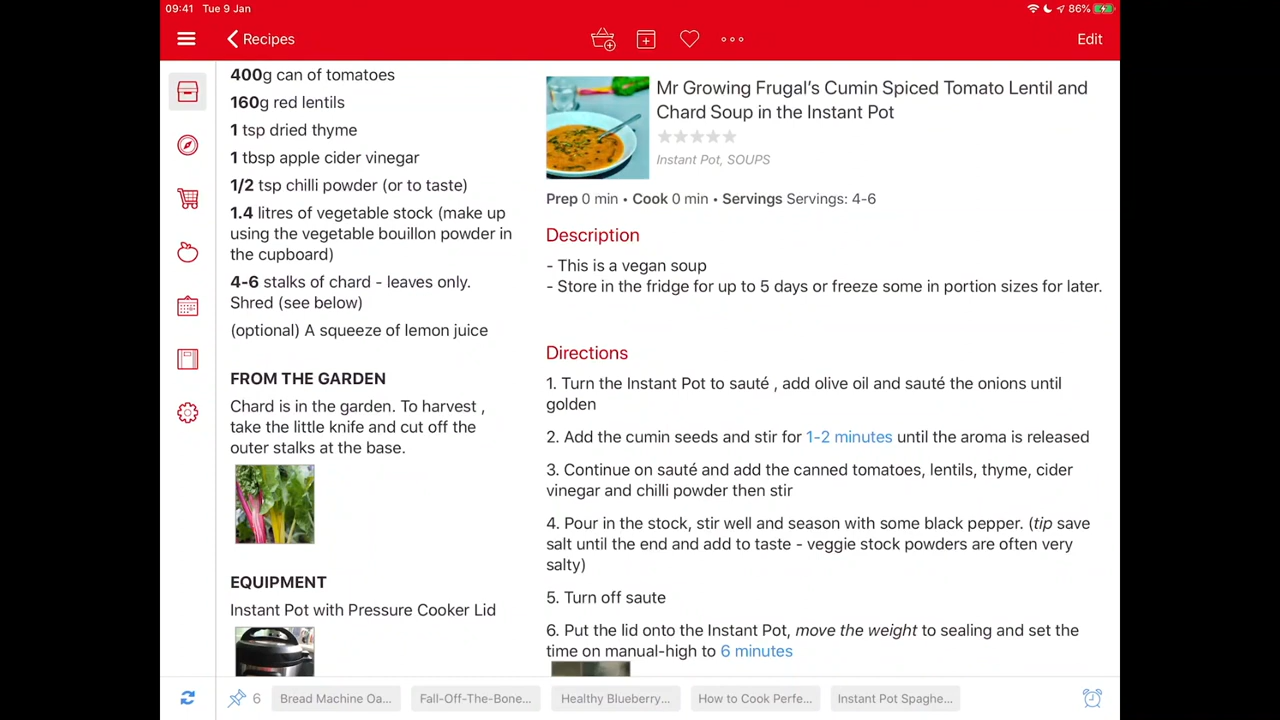 09:41 Tue 9 Jan
86%
Recipes
Edit
400g can of tomatoes
160g red lentils
1 tsp dried thyme
1 tbsp apple cider vinegar
1/2 tsp chilli powder (or to taste)
1.4 litres of vegetable stock (make up
using the vegetable bouillon powder in
the cupboard)
4-6 stalks of chard - leaves only.
Shred (see below)
(optional) A squeeze of lemon juice
FROM THE GARDEN
Chard is in the garden. To harvest ,
take the little knife and cut off the
outer stalks at the base.
EQUIPMENT
Instant Pot with Pressure Cooker Lid
Mr Growing Frugal's Cumin Spiced Tomato Lentil and
Chard Soup in the Instant Pot
Instant Pot, SOUPS
Prep 0 min • Cook 0 min • Servings Servings: 4-6
Description
- This is a vegan soup
- Store in the fridge for up to 5 days or freeze some in portion sizes for later.
Directions
1. Turn the Instant Pot to sauté , add olive oil and sauté the onions until
golden
2. Add the cumin seeds and stir for 1-2 minutes until the aroma is released
3. Continue on sauté and add the canned tomatoes, lentils, thyme, cider
vinegar and chilli powder then stir
4. Pour in the stock, stir well and season with some black pepper. (tip save
salt until the end and add to taste - veggie stock powders are often very
salty)
5. Turn off saute
6. Put the lid onto the Instant Pot, move the weight to sealing and set the
time on manual-high to 6 minutes
6
Bread Machine Oa...
Fall-Off-The-Bone...
Healthy Blueberry...
How to Cook Perfe...
Instant Pot Spaghe...